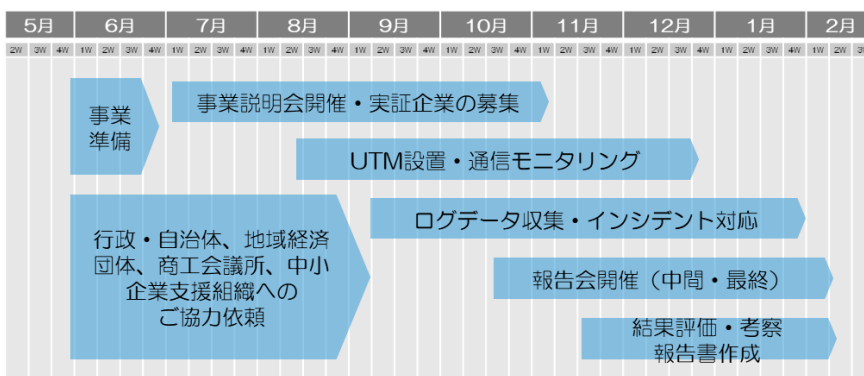 5月 6月 7月 8月 9月 10月 11月 12月 1月 2月
2W 3W 4W 1W 2W 3W 4W 1W 2W 3W 4W 1W 2W 3W 4W 1W 2W 3W 4W 1W 2W 3W 4W 1W 2W 3W 4W 1W 2W 3W 4W 1W 2W 3W 4W 1W 2W 3W
事業
準備
事業説明会開催・実証企業の募集
UTM設置・通信モニタリング
行政・自治体、地域経済
団体、商工会議所、中小
企業支援組織への
ご協力依頼
ログデータ収集・インシデント対応
報告会開催（中間・最終）
結果評価・考察
報告書作成